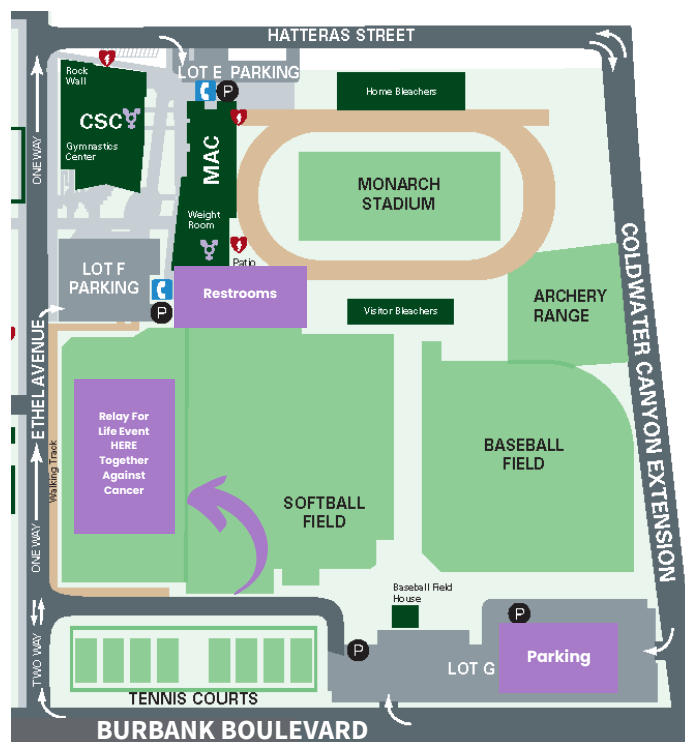 HATTERAS STREET
Rock
Wall
LOT E PARKING
P
Home Bleachers
CSC
Gymnastics
Center
MAC
ONE WAY
MONARCH
STADIUM
Weight
Room
COLDWATER CANYON EXTENSION
Patio
LOT F
PARKING
Restrooms
ARCHERY
RANGE
P
Visitor Bleachers
ETHEL AVENUE
Relay For
Life Event
HERE
Together
Against
Cancer
Walking Track
BASEBALL
FIELD
SOFTBALL
FIELD
ONE WAY
Baseball Field
House
P
TWO WAY
P
Parking
LOT G
TENNIS COURTS
BURBANK BOULEVARD